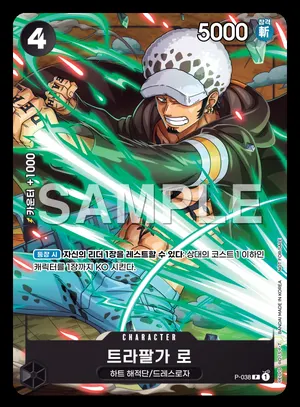 4
5000
삼격
斬
카운터 +1000
SAMPLE
등장 시 자신의 리더 1장을 레스트할 수 있다: 상대의 코스트 1 이하인
캐릭터를 1장까지 KO 시킨다.
CHARACTER
트라팔가 로
하트 해적단/드레스로자
P-038 P 1